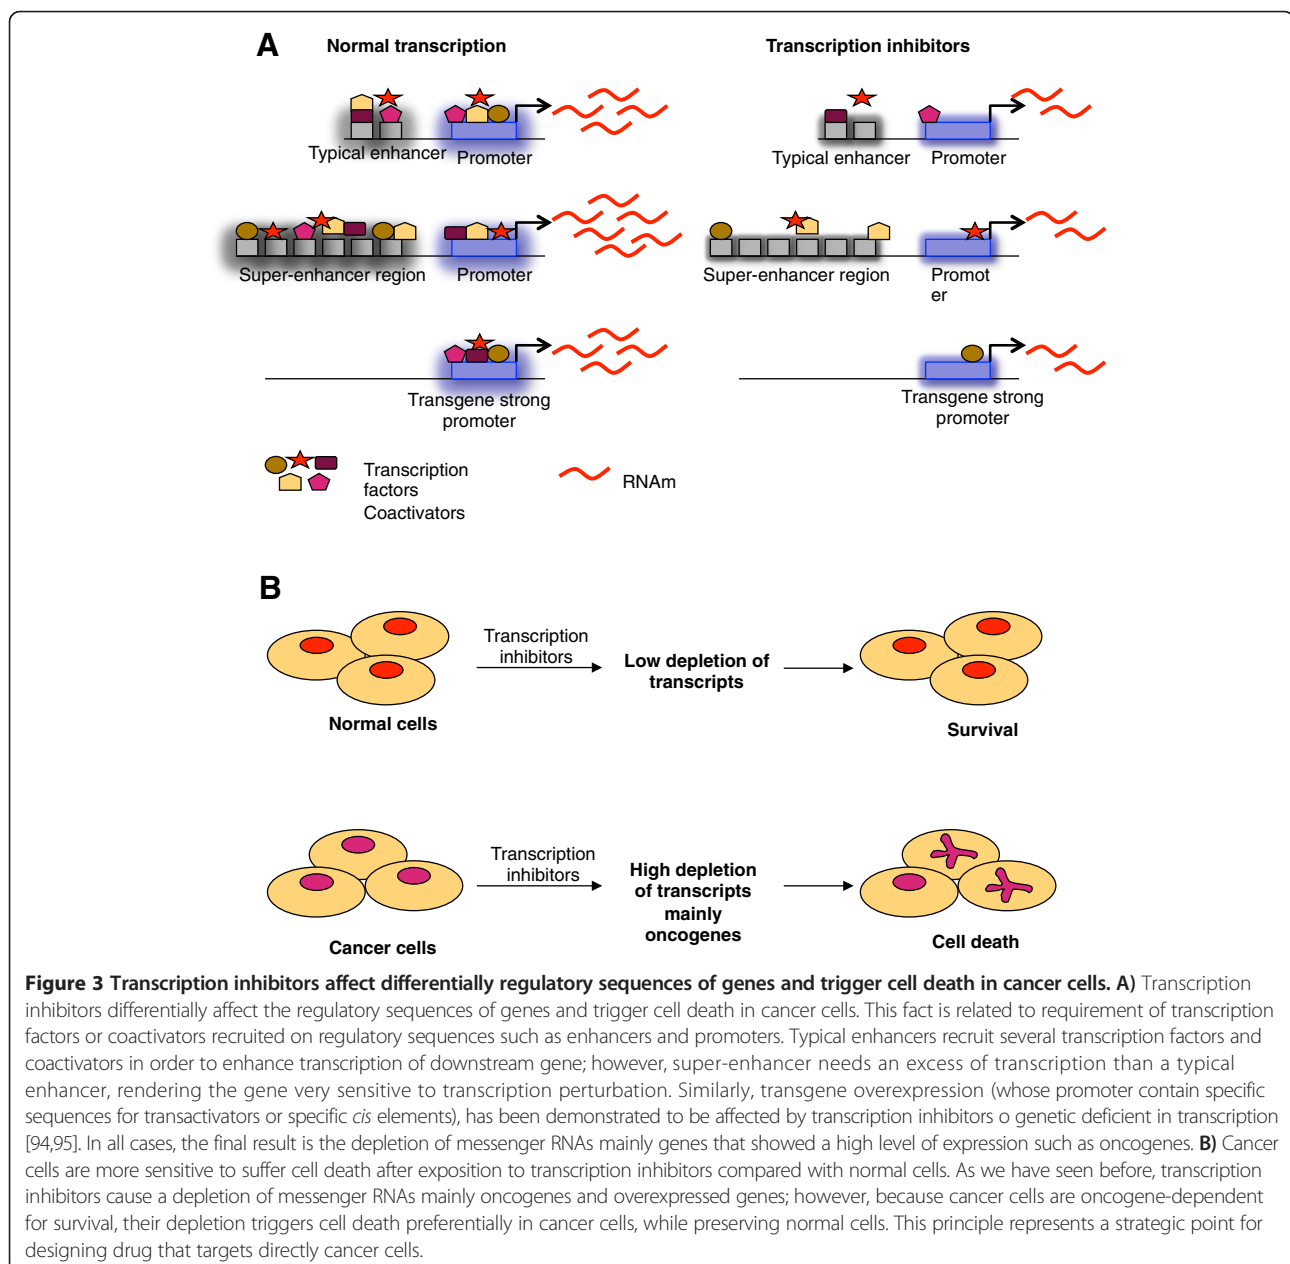 A
Normal transcription
Transcription inhibitors
Typical enhancer
Promoter
Typical enhancer
Promoter
Super-enhancer region
Promoter
Super-enhancer region
Promot
er
Transgene strong
promoter
Transgene strong
promoter
Transcription
factors
Coactivators
RNAm
B
Transcription
inhibitors
Low depletion of
transcripts
Normal cells
Survival
Transcription
inhibitors
High depletion
of transcripts
mainly
oncogenes
Cancer cells
Cell death
Figure 3 Transcription inhibitors affect differentially regulatory sequences of genes and trigger cell death in cancer cells. A) Transcription
inhibitors differentially affect the regulatory sequences of genes and trigger cell death in cancer cells. This fact is related to requirement of transcription
factors or coactivators recruited on regulatory sequences such as enhancers and promoters. Typical enhancers recruit several transcription factors and
coactivators in order to enhance transcription of downstream gene; however, super-enhancer needs an excess of transcription than a typical
enhancer, rendering the gene very sensitive to transcription perturbation. Similarly, transgene overexpression (whose promoter contain specific
sequences for transactivators or specific cis elements), has been demonstrated to be affected by transcription inhibitors o genetic deficient in transcription
[94,95]. In all cases, the final result is the depletion of messenger RNAs mainly genes that showed a high level of expression such as oncogenes. B) Cancer
cells are more sensitive to suffer cell death after exposition to transcription inhibitors compared with normal cells. As we have seen before, transcription
inhibitors cause a depletion of messenger RNAs mainly oncogenes and overexpressed genes; however, because cancer cells are oncogene-dependent
for survival, their depletion triggers cell death preferentially in cancer cells, while preserving normal cells. This principle represents a strategic point for
designing drug that targets directly cancer cells.